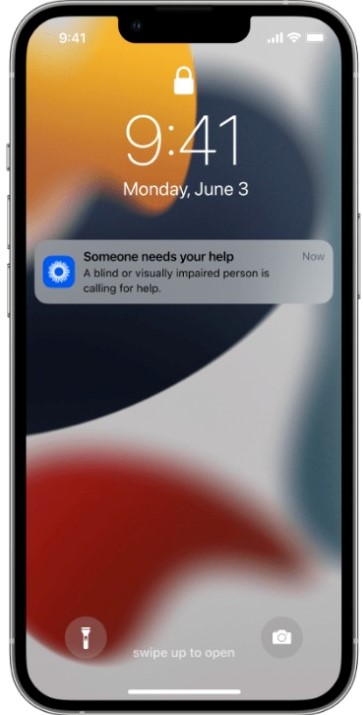 9:41
9:41
Monday, June 3
Someone needs your help Now
A blind or visually impaired person is
calling for help.
swipe up to open